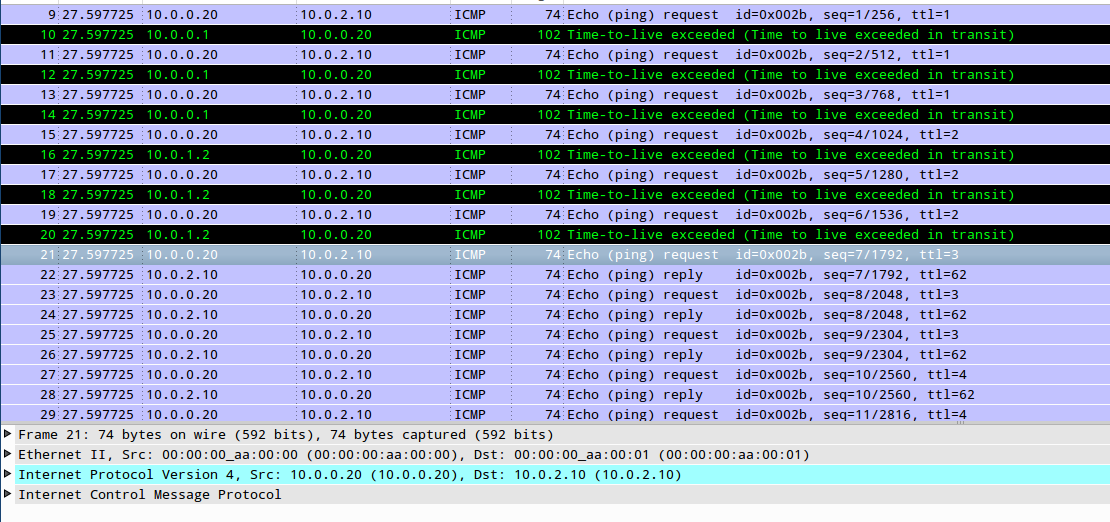 9 27.597725 10.0.0.20 10.0.2.10 ICMP 74 Echo (ping) request id=0x002b, seq=1/256, ttl=1
10 27.597725 10.0.0.1 10.0.0.20 ICMP 102 Time-to-live exceeded (Time to live exceeded in transit)
11 27.597725 10.0.0.20 10.0.2.10 ICMP 74 Echo (ping) request id=0x002b, seq=2/512, ttl=1
12 27.597725 10.0.0.1 10.0.0.20 ICMP 102 Time-to-live exceeded (Time to live exceeded in transit)
13 27.597725 10.0.0.20 10.0.2.10 ICMP 74 Echo (ping) request id=0x002b, seq=3/768, ttl=1
14 27.597725 10.0.0.1 10.0.0.20 ICMP 102 Time-to-live exceeded (Time to live exceeded in transit)
15 27.597725 10.0.0.20 10.0.2.10 ICMP 74 Echo (ping) request id=0x002b, seq=4/1024, ttl=2
16 27.597725 10.0.1.2 10.0.0.20 ICMP 102 Time-to-live exceeded (Time to live exceeded in transit)
17 27.597725 10.0.0.20 10.0.2.10 ICMP 74 Echo (ping) request id=0x002b, seq=5/1280, ttl=2
18 27.597725 10.0.1.2 10.0.0.20 ICMP 102 Time-to-live exceeded (Time to live exceeded in transit)
19 27.597725 10.0.0.20 10.0.2.10 ICMP 74 Echo (ping) request id=0x002b, seq=6/1536, ttl=2
20 27.597725 10.0.1.2 10.0.0.20 ICMP 102 Time-to-live exceeded (Time to live exceeded in transit)
21 27.597725 10.0.0.20 10.0.2.10 ICMP 74 Echo (ping) request id=0x002b, seq=7/1792, ttl=3
22 27.597725 10.0.2.10 10.0.0.20 ICMP 74 Echo (ping) reply id=0x002b, seq=7/1792, ttl=62
23 27.597725 10.0.0.20 10.0.2.10 ICMP 74 Echo (ping) request id=0x002b, seq=8/2048, ttl=3
24 27.597725 10.0.2.10 10.0.0.20 ICMP 74 Echo (ping) reply id=0x002b, seq=8/2048, ttl=62
25 27.597725 10.0.0.20 10.0.2.10 ICMP 74 Echo (ping) request id=0x002b, seq=9/2304, ttl=3
26 27.597725 10.0.2.10 10.0.0.20 ICMP 74 Echo (ping) reply id=0x002b, seq=9/2304, ttl=62
27 27.597725 10.0.0.20 10.0.2.10 ICMP 74 Echo (ping) request id=0x002b, seq=10/2560, ttl=4
28 27.597725 10.0.2.10 10.0.0.20 ICMP 74 Echo (ping) reply id=0x002b, seq=10/2560, ttl=62
29 27.597725 10.0.0.20 10.0.2.10 ICMP 74 Echo (ping) request id=0x002b, seq=11/2816, ttl=4
Frame 21: 74 bytes on wire (592 bits), 74 bytes captured (592 bits)
Ethernet II, Src: 00:00:00_aa:00:00 (00:00:00:aa:00:00), Dst: 00:00:00_aa:00:01 (00:00:00:aa:00:01)
Internet Protocol Version 4, Src: 10.0.0.20 (10.0.0.20), Dst: 10.0.2.10 (10.0.2.10)
Internet Control Message Protocol